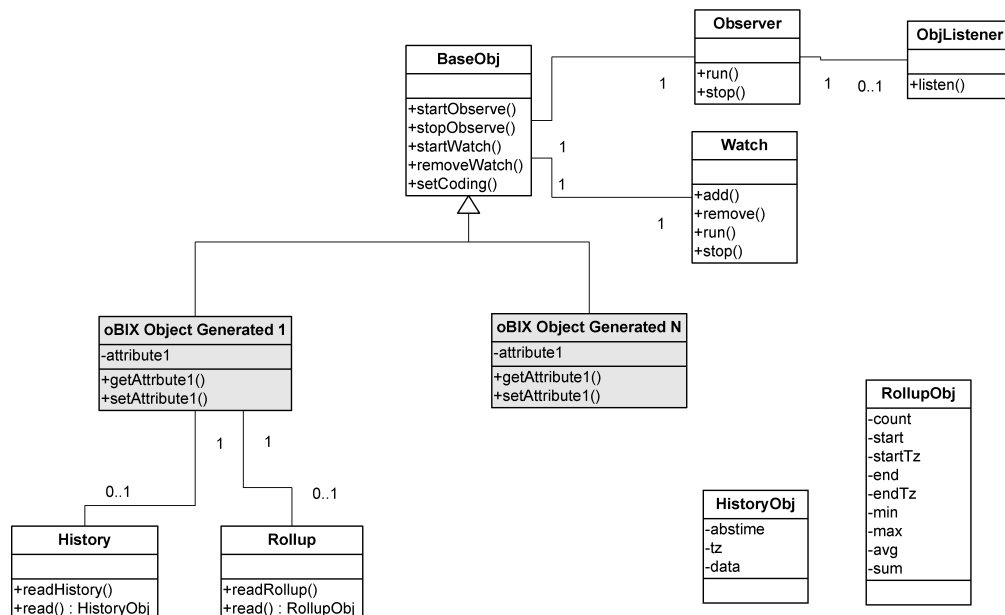 BaseObj
+startObserve()
+stopObserve()
+startWatch()
+removeWatch()
+setCoding()
Observer
+run()
+stop()
ObjListener
+listen()
1
1
0..1
Watch
+add()
+remove()
+run()
+stop()
1
1
1
oBIX Object Generated 1
-attribute1
+getAttrbute1()
+setAttribute1()
oBIX Object Generated N
-attribute1
+getAttribute1()
+setAttribute1()
1
1
0..1
0..1
History
+readHistory()
+read() : HistoryObj
Rollup
+readRollup()
+read() : RollupObj
HistoryObj
-abstime
-tz
-data
RollupObj
-count
-start
-startTz
-end
-endTz
-min
-max
-avg
-sum